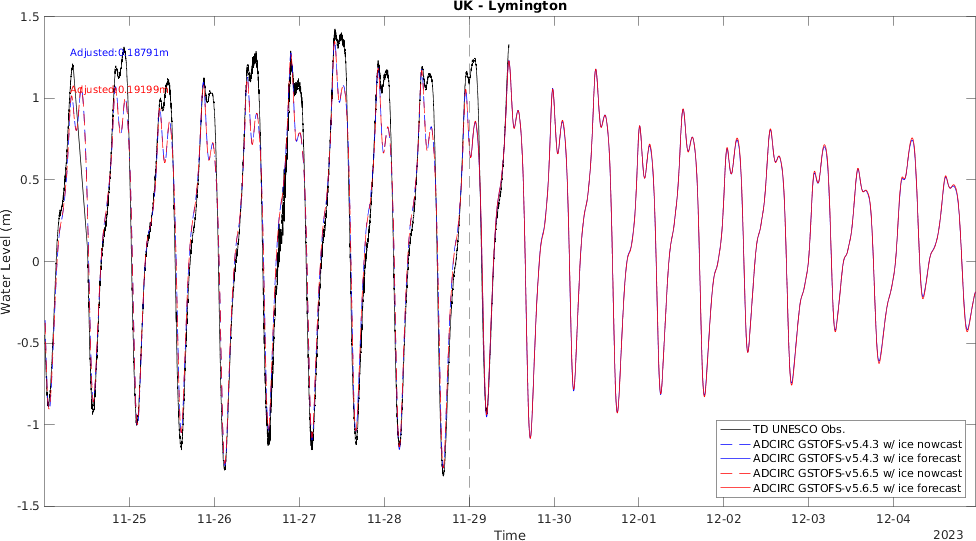 UK - Lymington
1.5
1
0.5
0
-0.5
-1
-1.5
Water Level (m)
Adjusted:0.18791m
Adjusted:0.19199m
TD UNESCO Obs.
ADCIRC GSTOFS-v5.4.3 w/ ice nowcast
ADCIRC GSTOFS-v5.4.3 w/ ice forecast
ADCIRC GSTOFS-v5.6.5 w/ ice nowcast
ADCIRC GSTOFS-v5.6.5 w/ ice forecast
11-25 11-26 11-27 11-28 11-29 11-30 12-01 12-02 12-03 12-04
Time
2023